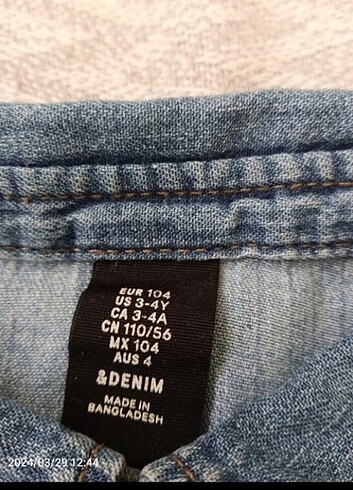 EUR 104
US 3-4Y
CA 3-4A
CN 110/56
MX 104
AUS 4
&DENIM
MADE IN
BANGLADESH
2024/03/29 12:44